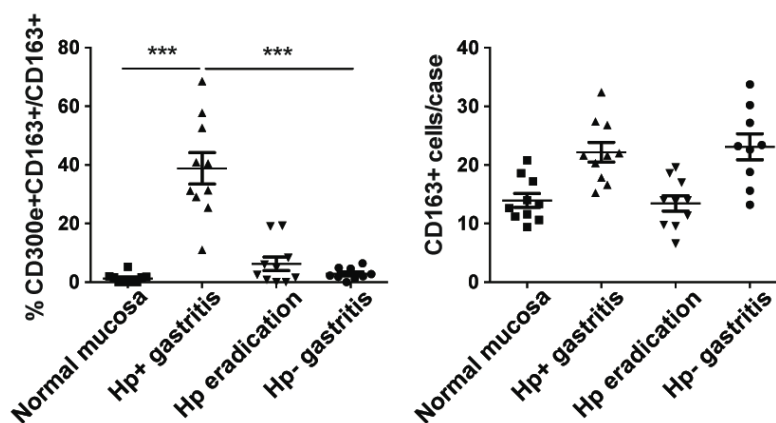 % CD300e+CD163+/CD163+
80
60
40
20
0
***
***
Normal mucosa
Hp+ gastritis
Hp eradication
Hp- gastritis
CD163+ cells/case
40
30
20
10
0
Normal mucosa
Hp+ gastritis
Hp eradication
Hp- gastritis